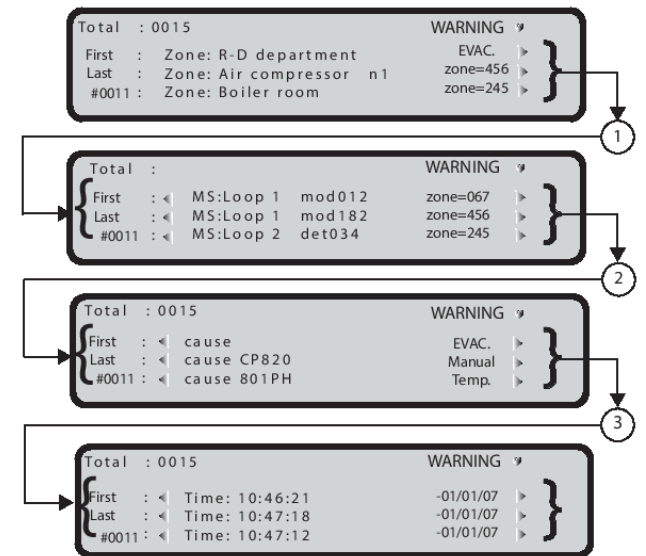 Total : 0015 WARNING
First : Zone: R-D department EVAC.
Last : Zone: Air compressor n1 zone=456
#0011 : Zone: Boiler room zone=245
1
Total : WARNING
First : MS:Loop 1 mod012 zone=067
Last : MS:Loop 1 mod182 zone=456
#0011 : MS:Loop 2 det034 zone=245
2
Total : 0015 WARNING
First : cause EVAC.
Last : cause CP820 Manual
#0011 : cause 801PH Temp.
3
Total : 0015 WARNING
First : Time: 10:46:21 -01/01/07
Last : Time: 10:47:18 -01/01/07
#0011 : Time: 10:47:12 -01/01/07